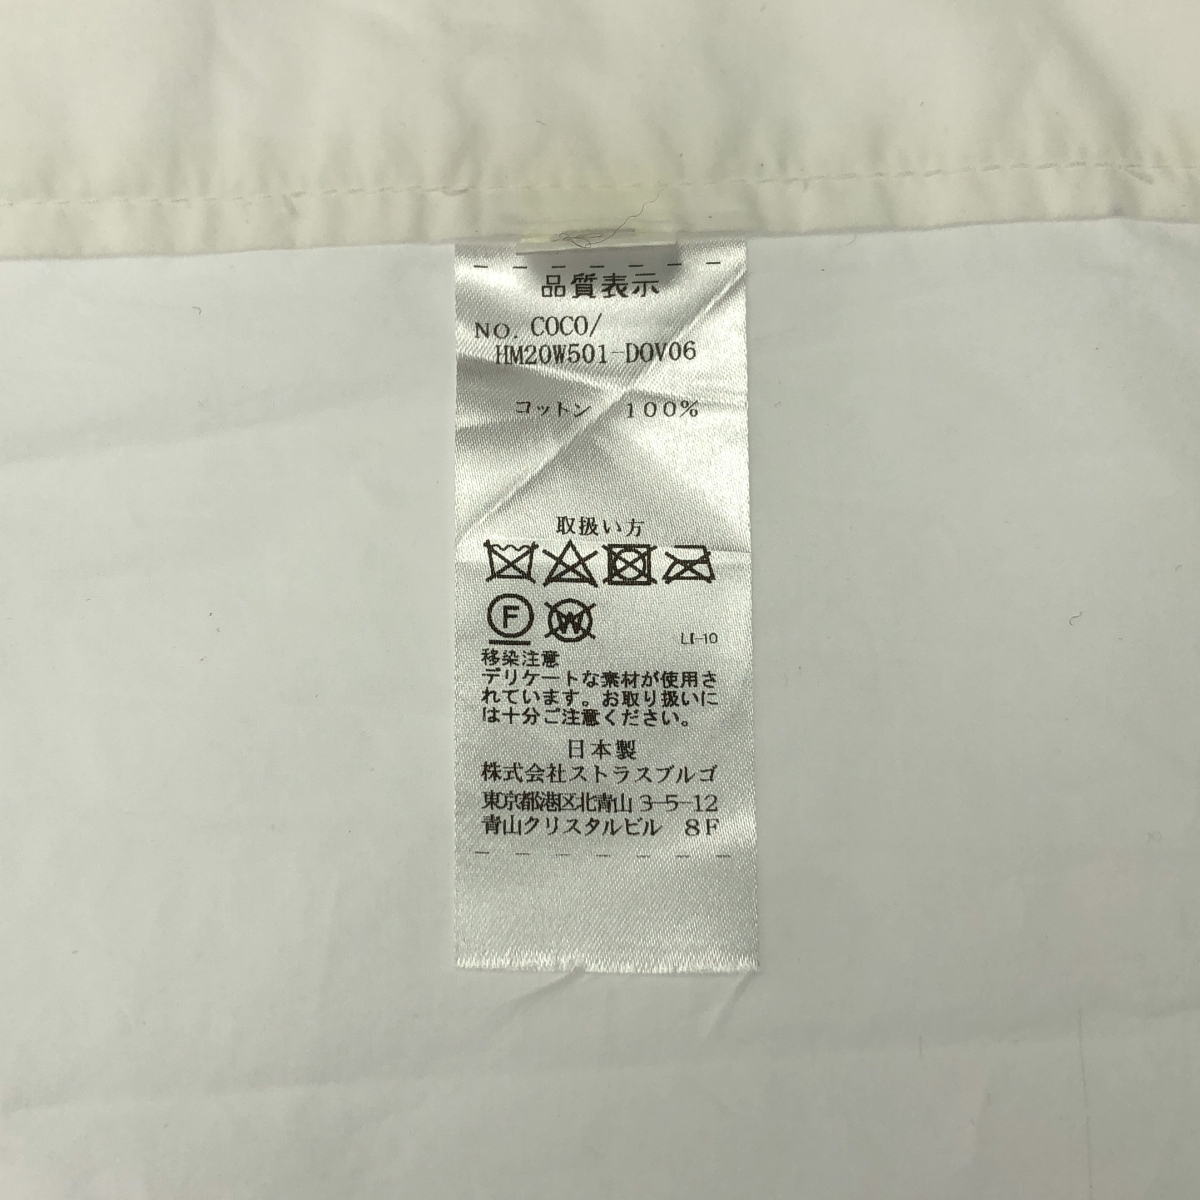 品質表示
NO. COCO/
HM20W501-DOV06
コットン 100%
取扱い方
F W
LI-10
移染注意
デリケートな素材が使用さ
れています。お取り扱いに
は十分ご注意ください。
日本製
株式会社ストラスブルゴ
東京都港区北青山3-5-12
青山クリスタルビル 8F